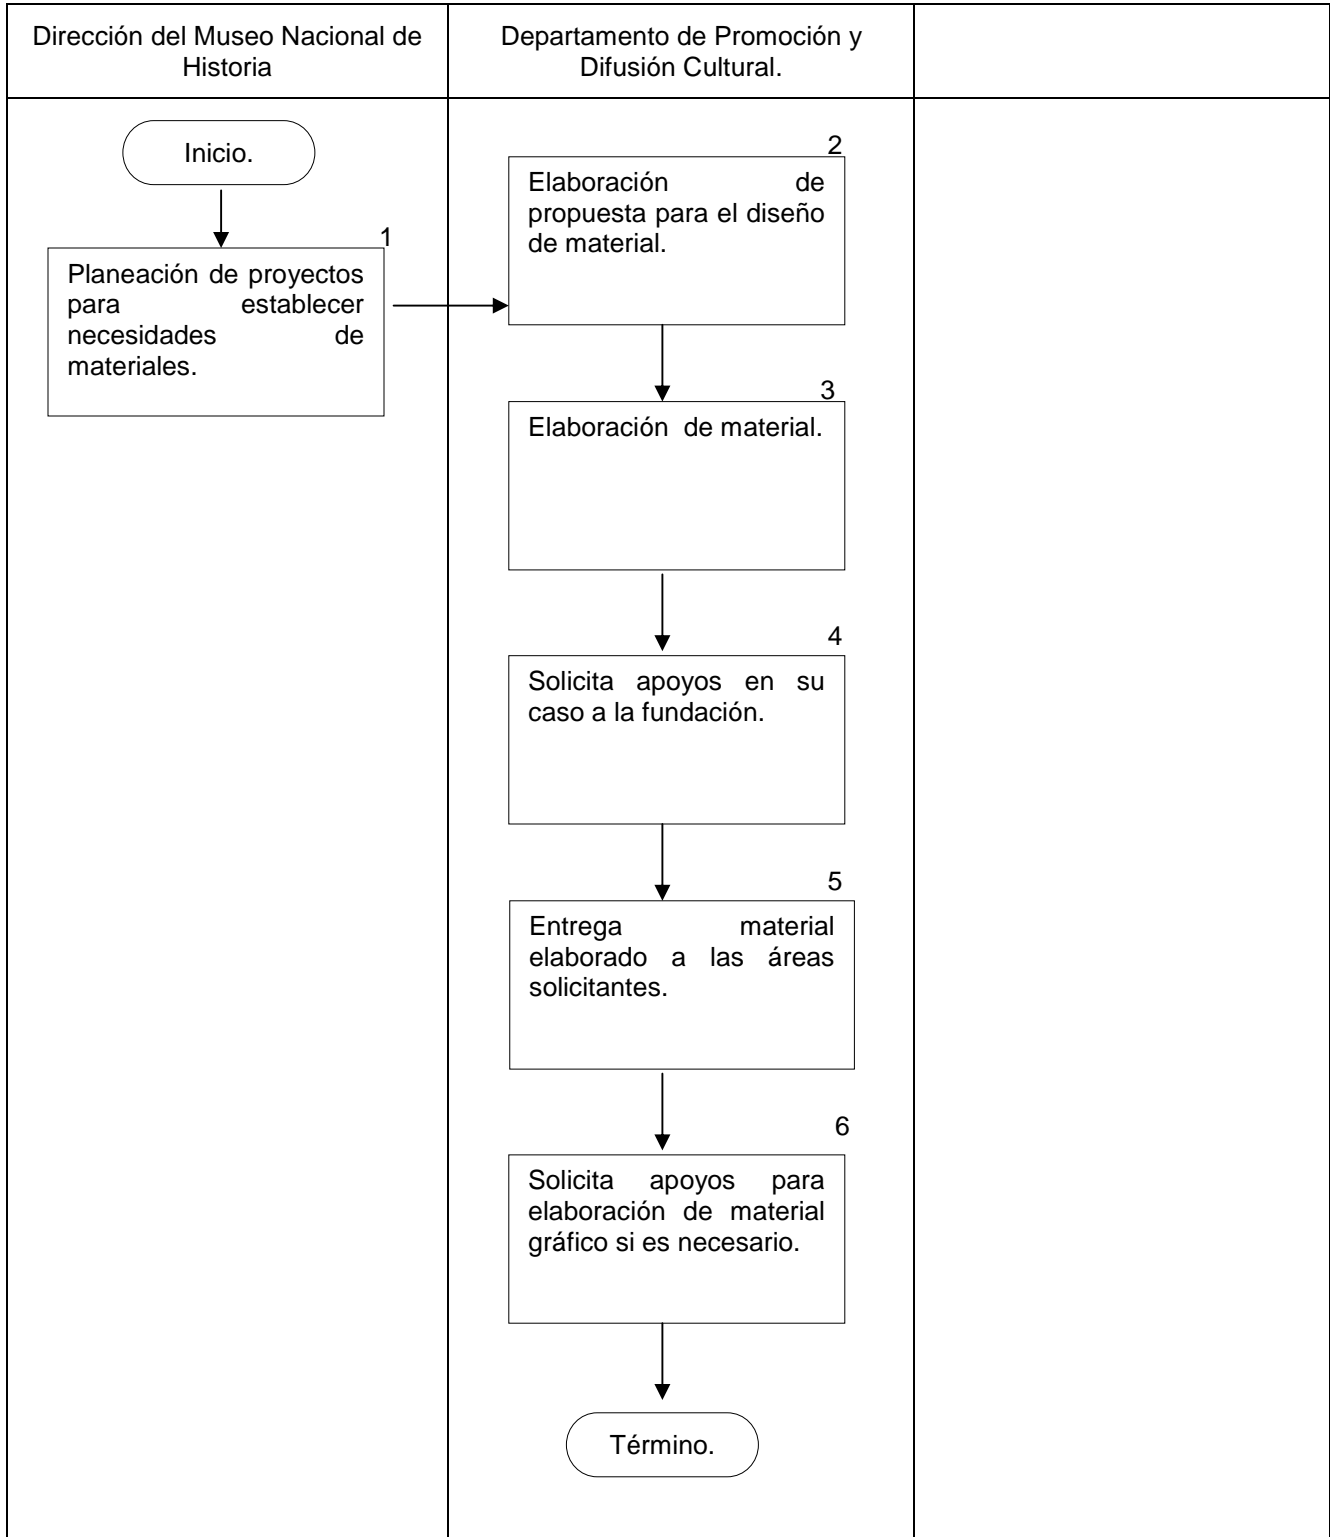 Dirección del Museo Nacional de
Historia
Departamento de Promoción y
Difusión Cultural.
Inicio.
1
Planeación de proyectos
para establecer
necesidades de
materiales.
2
Elaboración de
propuesta para el diseño
de material.
3
Elaboración de material.
4
Solicita apoyos en su
caso a la fundación.
5
Entrega material
elaborado a las áreas
solicitantes.
6
Solicita apoyos para
elaboración de material
gráfico si es necesario.
Término.